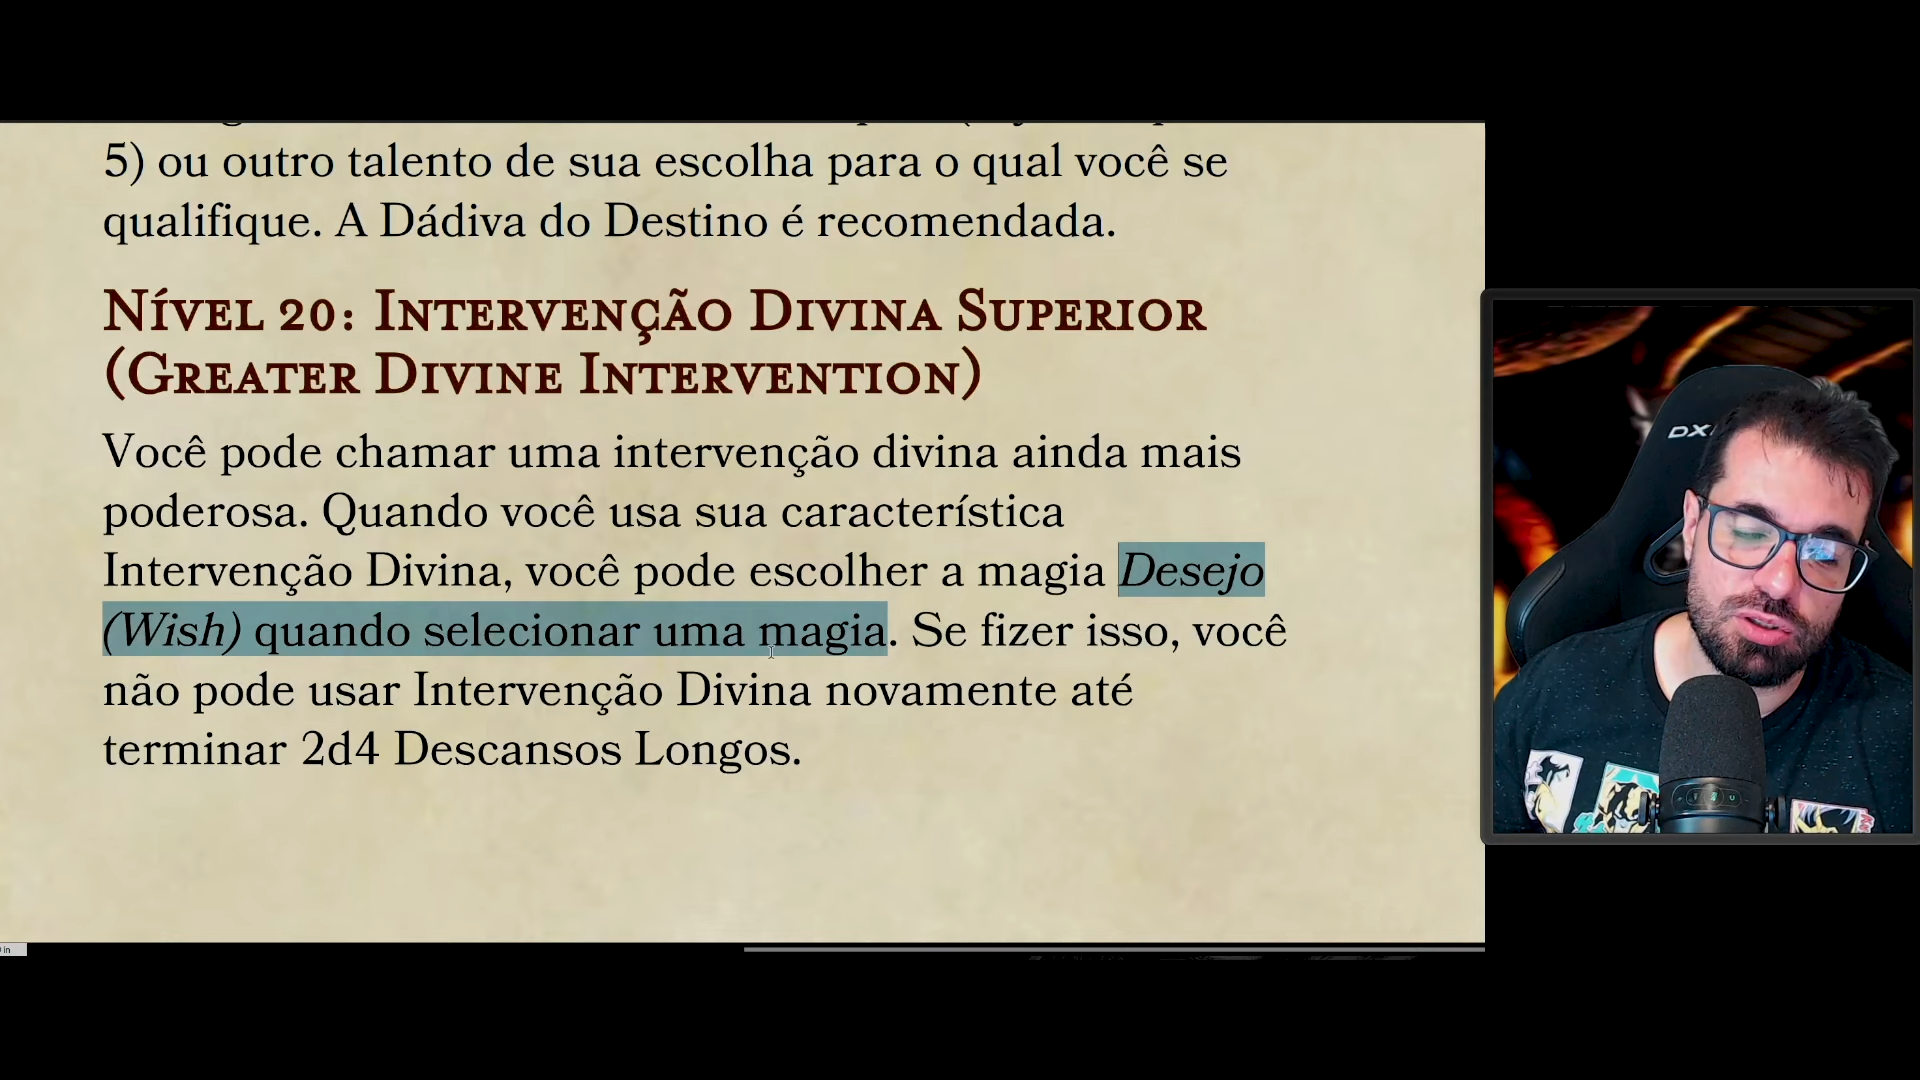 5) ou outro talento de sua escolha para o qual você se
qualifique. A Dádiva do Destino é recomendada.
Nível 20: Intervenção Divina Superior
(Greater Divine Intervention)
Você pode chamar uma intervenção divina ainda mais
poderosa. Quando você usa sua característica
Intervenção Divina, você pode escolher a magia Desejo
(Wish) quando selecionar uma magia. Se fizer isso, você
não pode usar Intervenção Divina novamente até
terminar 2d4 Descansos Longos.
in
DX